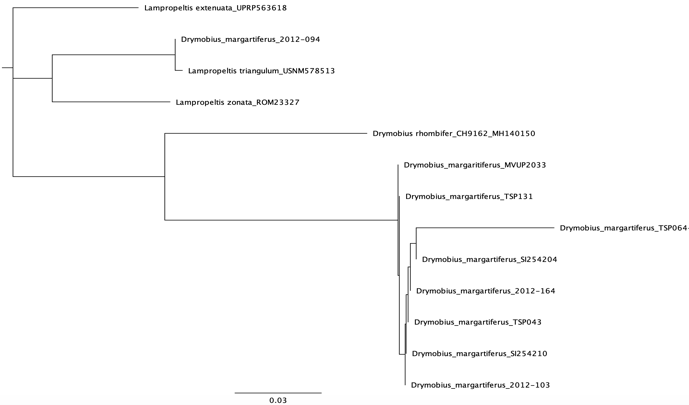 Lampropeltis extenuata_UPRP563618
Drymobius_margartiferus_2012-094
Lampropeltis triangulum_USNM578513
Lampropeltis zonata_ROM23327
Drymobius rhombifer_CH9162_MH140150
Drymobius_margaritiferus_MVUP2033
Drymobius_margartiferus_TSP131
Drymobius_margartiferus_TSP064-
Drymobius_margartiferus_SI254204
Drymobius_margartiferus_2012-164
Drymobius_margartiferus_TSP043
Drymobius_margartiferus_SI254210
Drymobius_margartiferus_2012-103
0.03